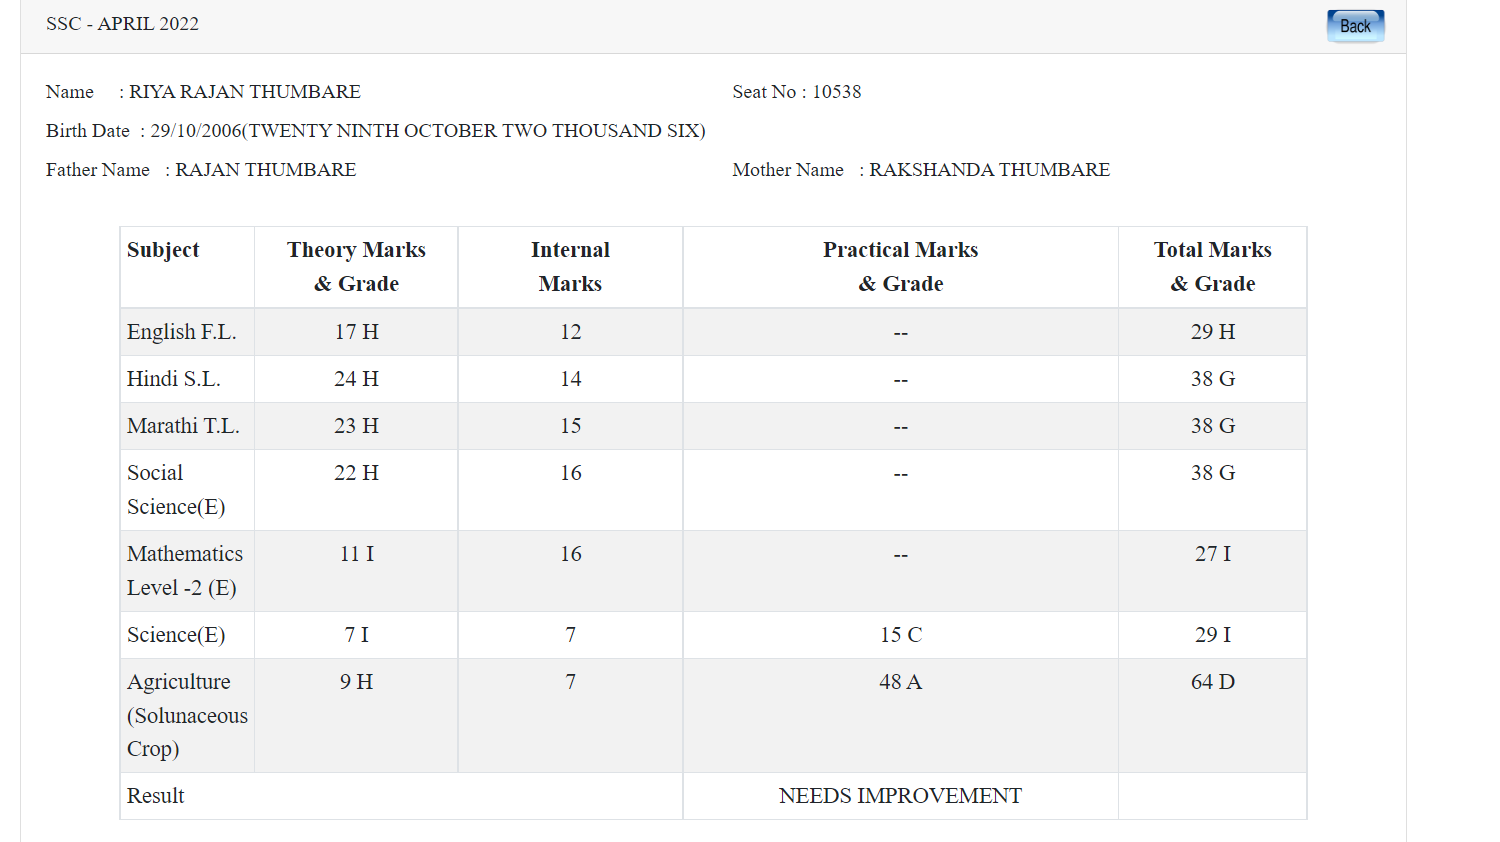 SSC - APRIL 2022
Back
Name : RIYA RAJAN THUMBARE
Seat No : 10538
Birth Date : 29/10/2006(TWENTY NINTH OCTOBER TWO THOUSAND SIX)
Father Name : RAJAN THUMBARE
Mother Name : RAKSHANDA THUMBARE
Subject
Theory Marks
& Grade
Internal
Marks
Practical Marks
& Grade
Total Marks
& Grade
English F.L. 17 H 12 -- 29 H
Hindi S.L. 24 H 14 -- 38 G
Marathi T.L. 23 H 15 -- 38 G
Social 22 H 16 -- 38 G
Science(E)
Mathematics 11 I 16 -- 27 I
Level -2 (E)
Science(E) 7 I 7 15 C 29 I
Agriculture 9 H 7 48 A 64 D
(Solunaceous
Crop)
Result NEEDS IMPROVEMENT